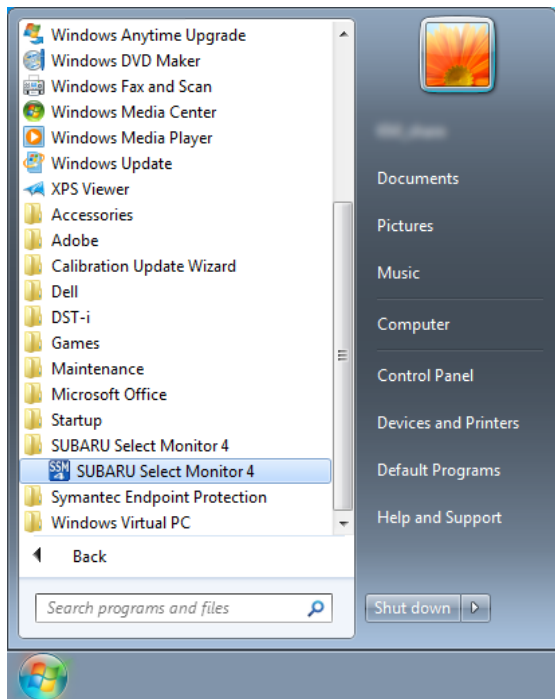 Windows Anytime Upgrade
Windows DVD Maker
Windows Fax and Scan
Windows Media Center
Windows Media Player
Windows Update
XPS Viewer
Accessories
Adobe
Calibration Update Wizard
Dell
DST-i
Games
Maintenance
Microsoft Office
Startup
SUBARU Select Monitor 4
SSM
4
SUBARU Select Monitor 4
Symantec Endpoint Protection
Windows Virtual PC
Back
Search programs and files
Documents
Pictures
Music
Computer
Control Panel
Devices and Printers
Default Programs
Help and Support
Shut down